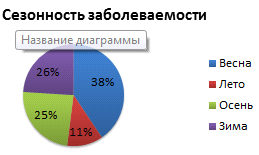 Сезонность заболеваемости
Название диаграммы
26%
38%
25%
11%
Весна
Лето
Осень
Зима